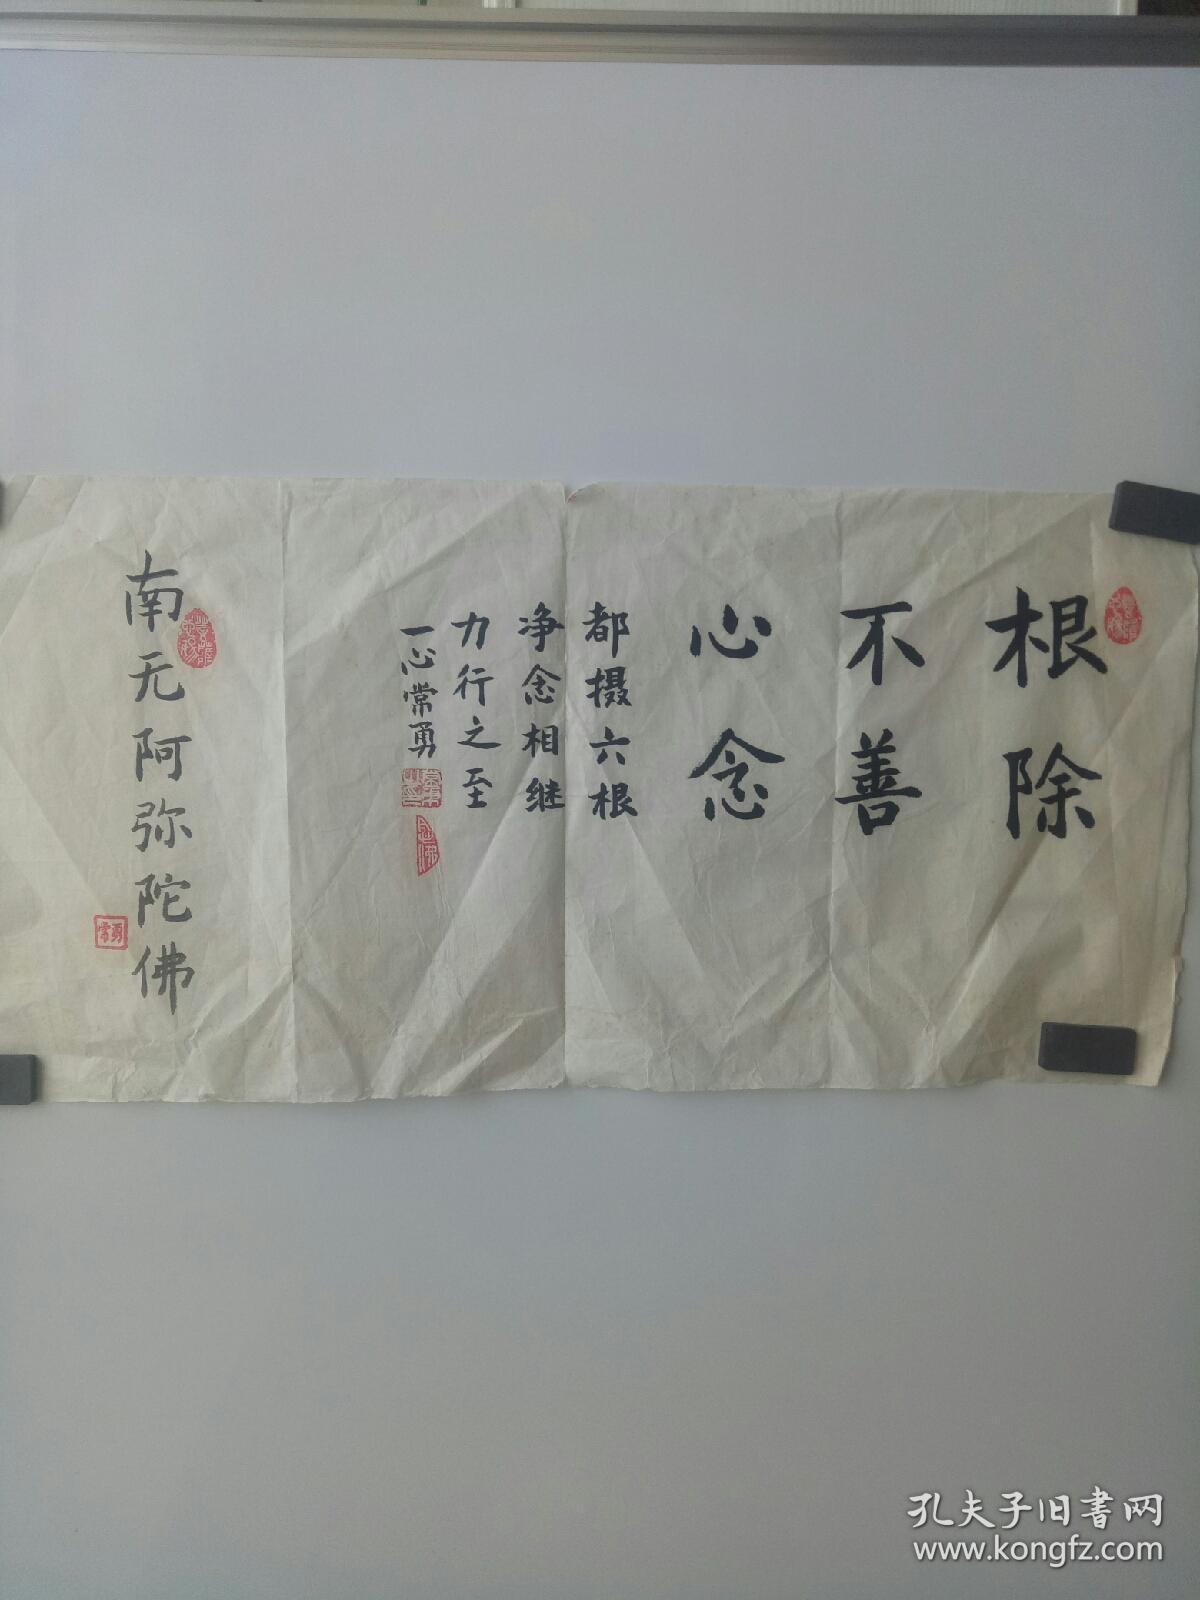 根除
不善
心念
都摄六根
净念相继
力行之至
一心常勇
南无阿弥陀佛
孔夫子旧书网
www.kongfz.com